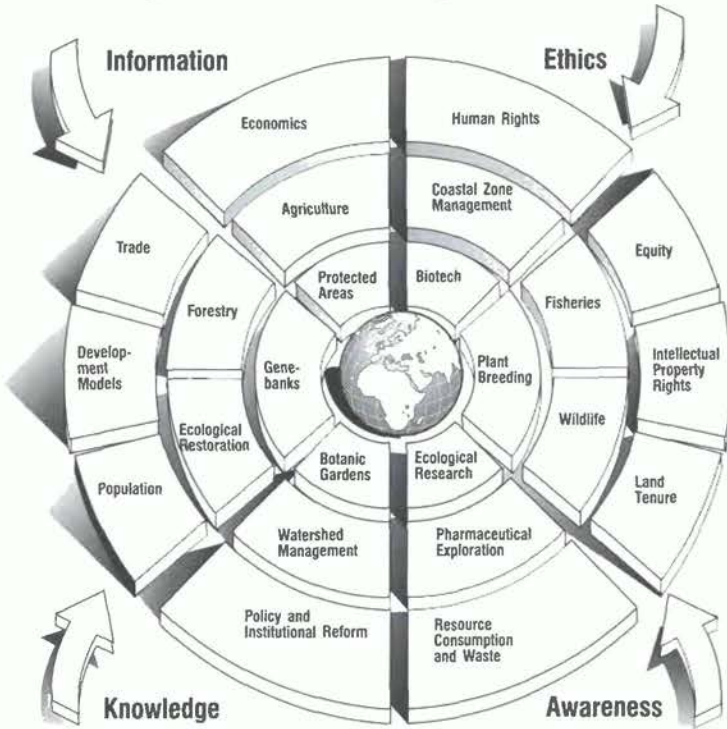 Information
Ethics
Economics
Human Rights
Agriculture
Coastal Zone
Management
Trade
Equity
Protected
Areas
Biotech
Forestry
Fisheries
Develop-
ment
Models
Gene-
banks
Plant
Breeding
Intellectual
Property
Rights
Ecological
Restoration
Wildlife
Botanic
Gardens
Ecological
Research
Population
Land
Tenure
Watershed
Management
Pharmaceutical
Exploration
Policy and
Institutional Reform
Resource
Consumption
and Waste
Knowledge
Awareness